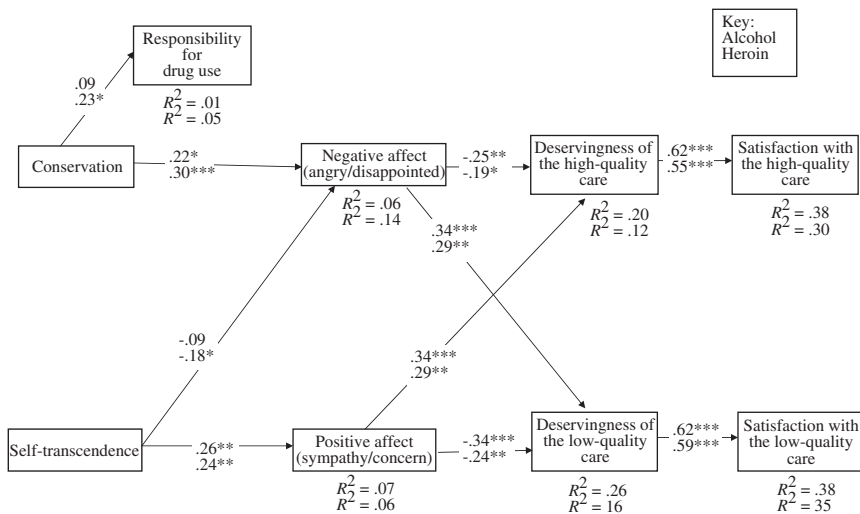 Key:
Alcohol
Heroin
Responsibility
for
drug use
R² = .01
R² = .05
.09
.23*
Conservation
.22*
.30***
Negative affect
(angry/disappointed)
R² = .06
R² = .14
-.25**
-.19*
Deservingness of
the high-quality
care
R² = .20
R² = .12
.62***
.55***
Satisfaction with
the high-quality
care
R² = .38
R² = .30
.34***
.29**
-.09
-.18*
.34***
.29**
Self-transcendence
.26**
.24**
Positive affect
(sympathy/concern)
R² = .07
R² = .06
-.34***
-.24**
Deservingness of
the low-quality
care
R² = .26
R² = 16
.62***
.59***
Satisfaction with
the low-quality
care
R² = .38
R² = 35